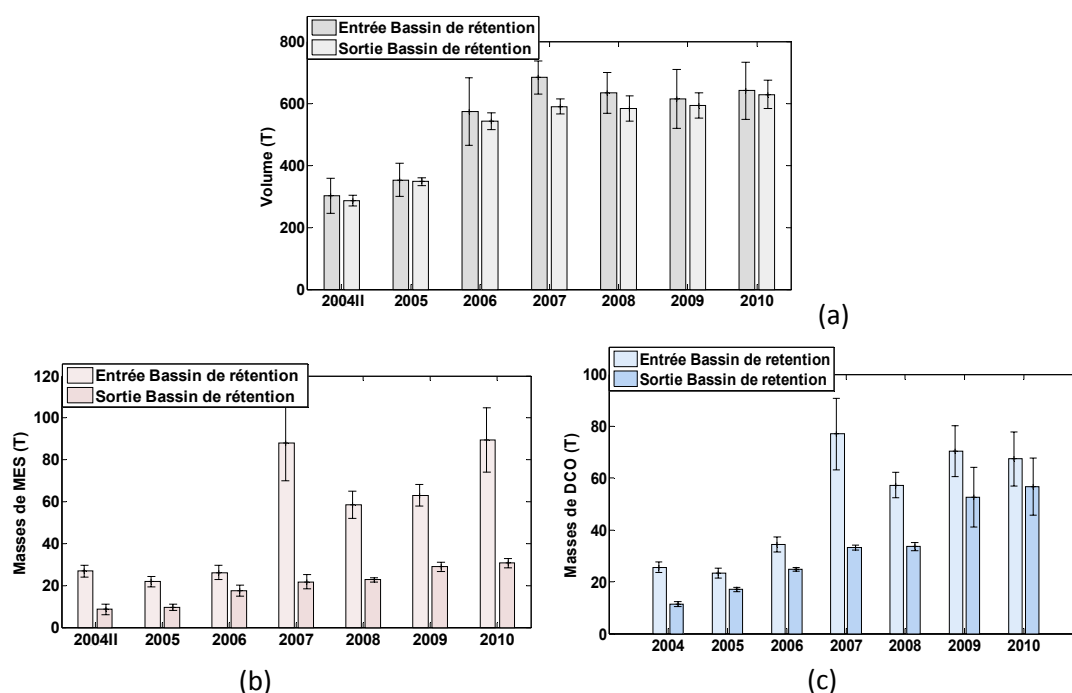 Entrée Bassin de rétention
Sortie Bassin de rétention
800
600
400
200
0
Volume (T)
2004II 2005 2006 2007 2008 2009 2010
(a)
Entrée Bassin de rétention
Sortie Bassin de rétention
120
100
80
60
40
20
0
Masses de MES (T)
2004II 2005 2006 2007 2008 2009 2010
(b)
Entrée Bassin de retention
Sortie Bassin de retention
100
80
60
40
20
0
Masses de DCO (T)
2004 2005 2006 2007 2008 2009 2010
(c)